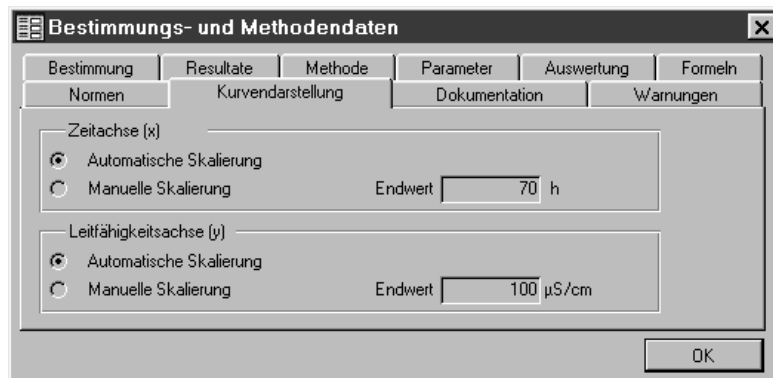 Bestimmungs- und Methodendaten
Bestimmung Resultate Methode Parameter Auswertung Formeln
Normen Kurvendarstellung Dokumentation Warnungen
Zeitachse (x)
Automatische Skalierung
Manuelle Skalierung Endwert 70 h
Leitfähigkeitsachse (y)
Automatische Skalierung
Manuelle Skalierung Endwert 100 µS/cm
OK